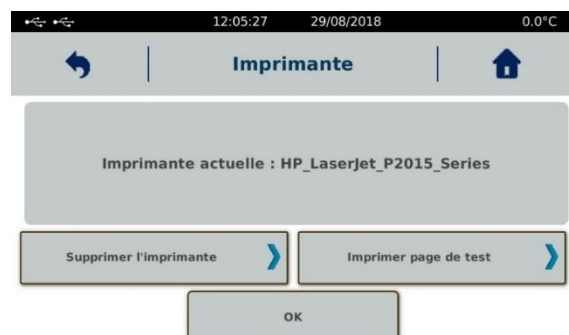 12:05:27 29/08/2018 0.0°C
Imprimante
Imprimante actuelle : HP_LaserJet_P2015_Series
Supprimer l'imprimante Imprimer page de test
OK